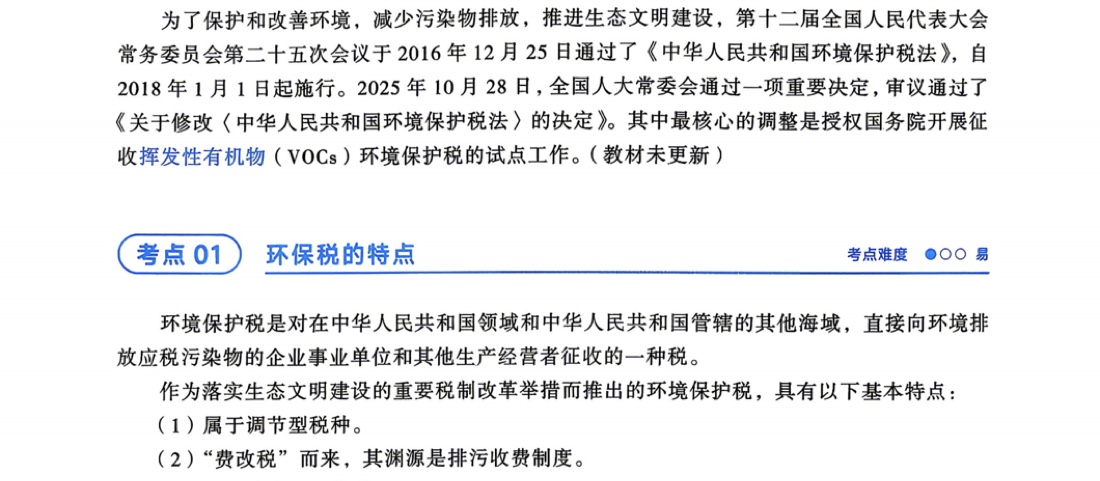 为了保护和改善环境，减少污染物排放，推进生态文明建设，第十二届全国人民代表大会
常务委员会第二十五次会议于 2016 年 12 月 25 日通过了《中华人民共和国环境保护税法》，自
2018 年 1 月 1 日起施行。2025 年 10 月 28 日，全国人大常委会通过一项重要决定，审议通过了
《关于修改〈中华人民共和国环境保护税法〉的决定》。其中最核心的调整是授权国务院开展征
收挥发性有机物（VOCs）环境保护税的试点工作。（教材未更新）
考点 01 环保税的特点 考点难度 ●○○ 易
环境保护税是对在中华人民共和国领域和中华人民共和国管辖的其他海域，直接向环境排
放应税污染物的企业事业单位和其他生产经营者征收的一种税。
作为落实生态文明建设的重要税制改革举措而推出的环境保护税，具有以下基本特点：
（1）属于调节型税种。
（2）“费改税”而来，其渊源是排污收费制度。